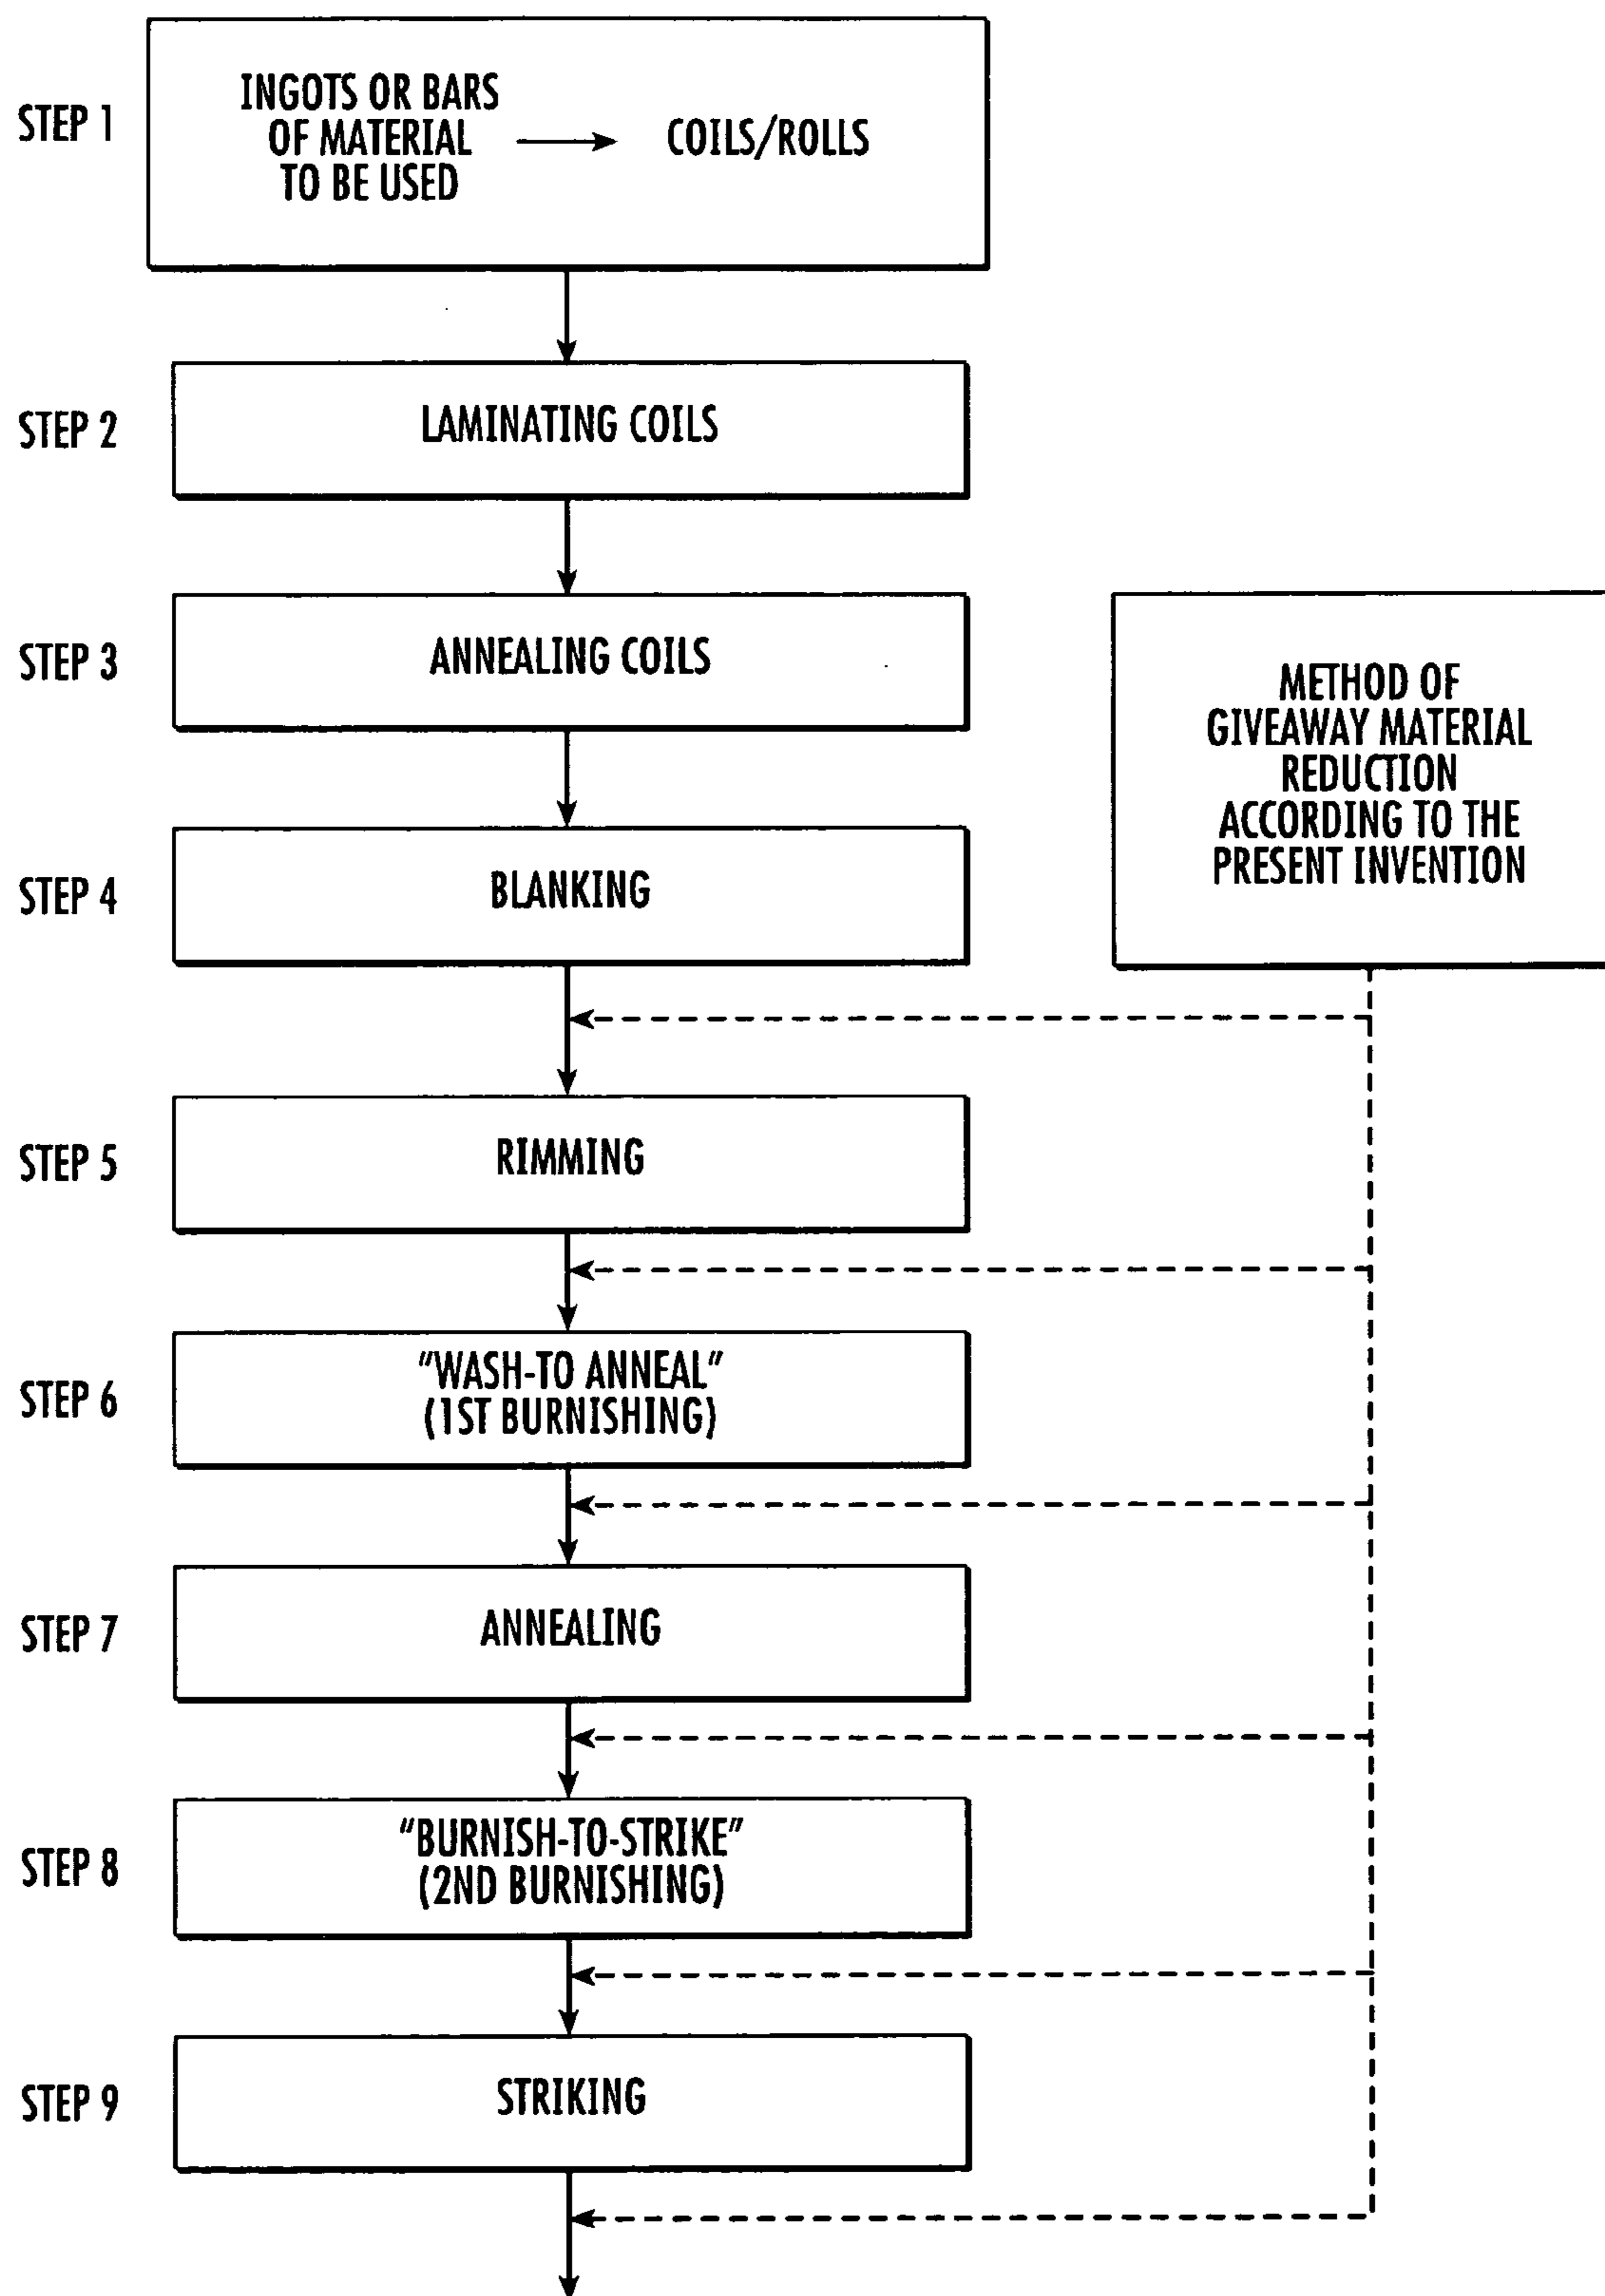 STEP 1
INGOTS OR BARS
OF MATERIAL
TO BE USED
COILS/ROLLS
STEP 2
LAMINATING COILS
STEP 3
ANNEALING COILS
METHOD OF
GIVEAWAY MATERIAL
REDUCTION
ACCORDING TO THE
PRESENT INVENTION
STEP 4
BLANKING
STEP 5
RIMMING
STEP 6
"WASH-TO ANNEAL"
(1ST BURNISHING)
STEP 7
ANNEALING
STEP 8
"BURNISH-TO-STRIKE"
(2ND BURNISHING)
STEP 9
STRIKING